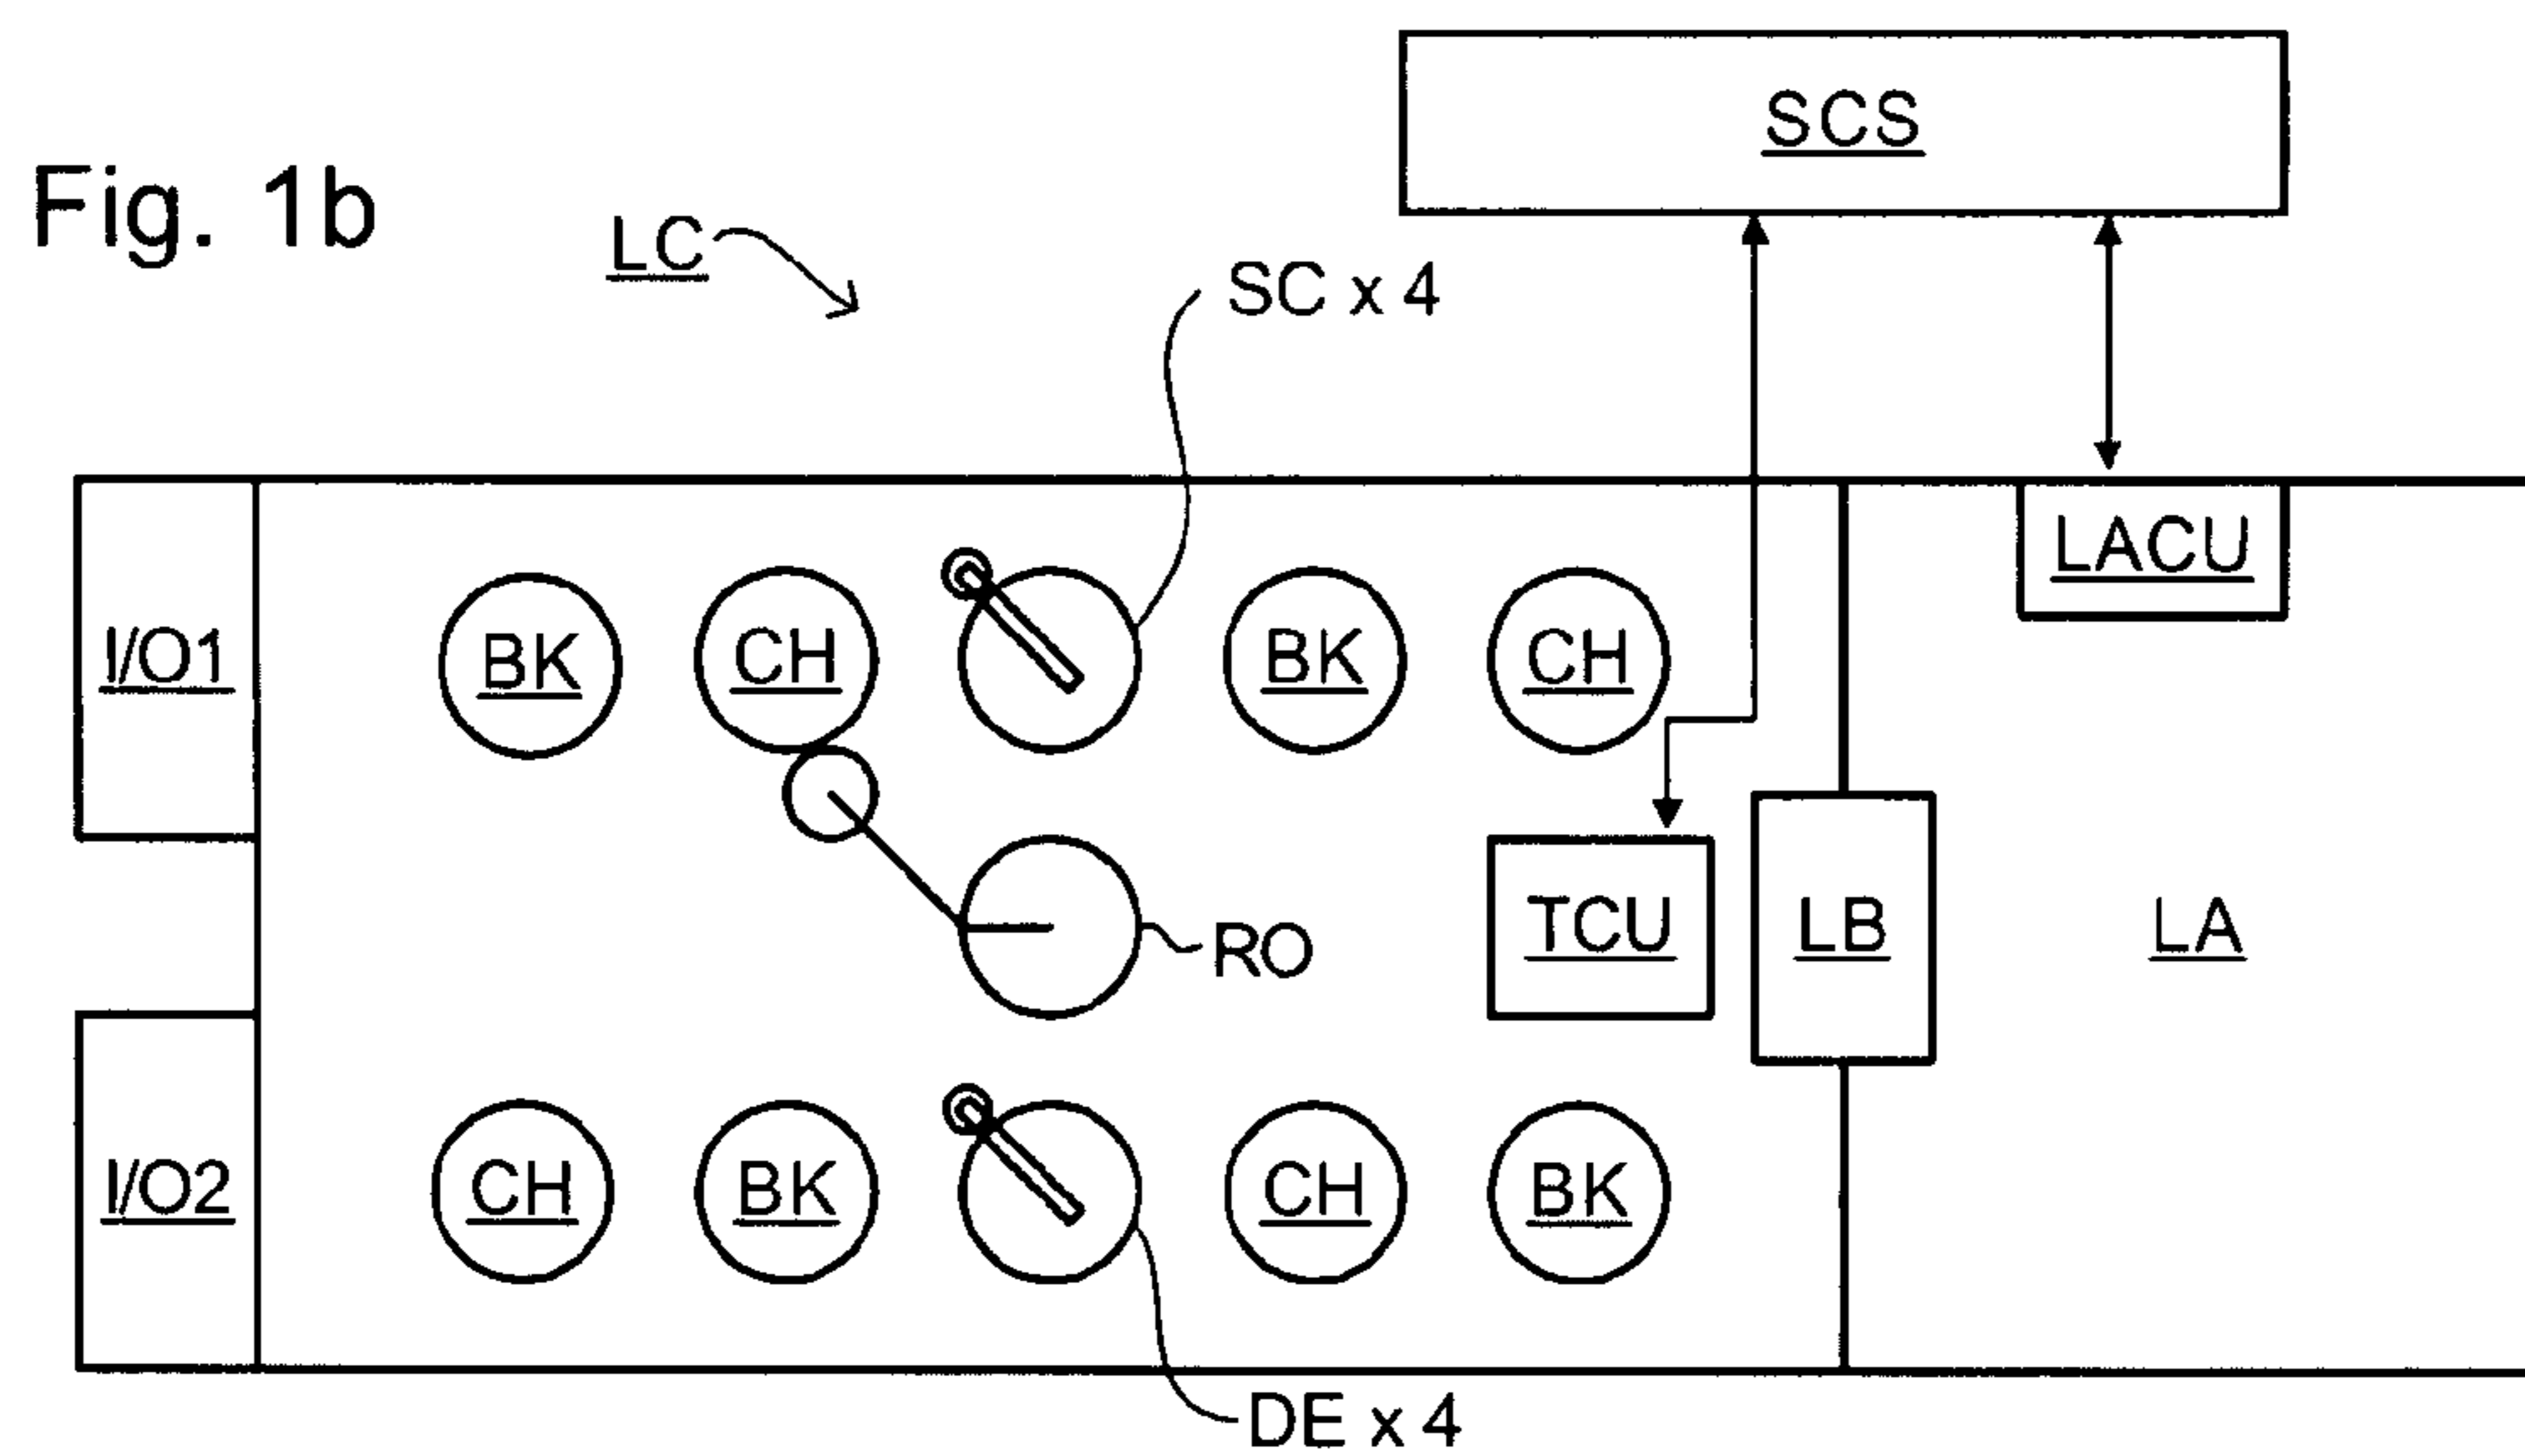 SCS
Fig. 1b
LC
SC x 4
LACU
I/O1
BK
CH
BK
CH
RO
TCU
LB
LA
I/O2
CH
BK
CH
BK
DE x 4